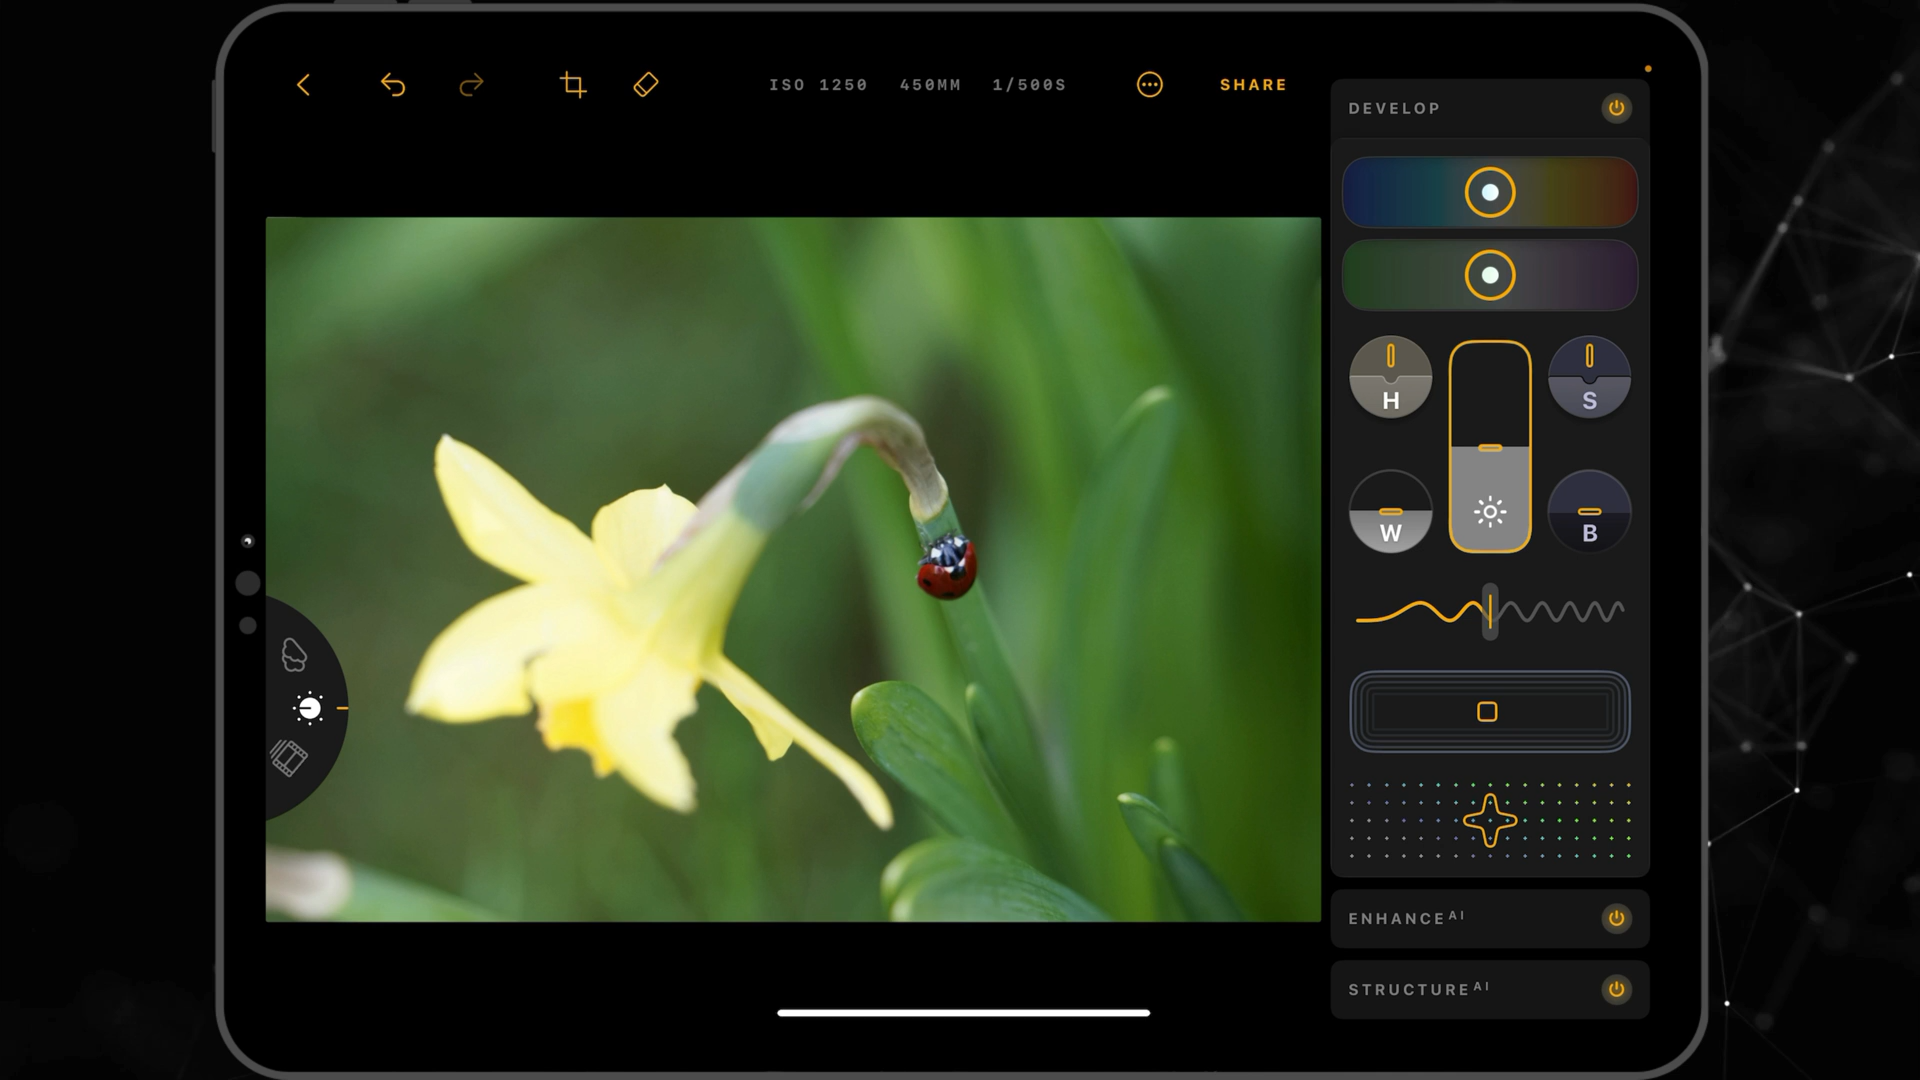 ISO 1250 450MM 1/500S
SHARE
DEVELOP
H
S
W
B
ENHANCE AI
STRUCTURE AI